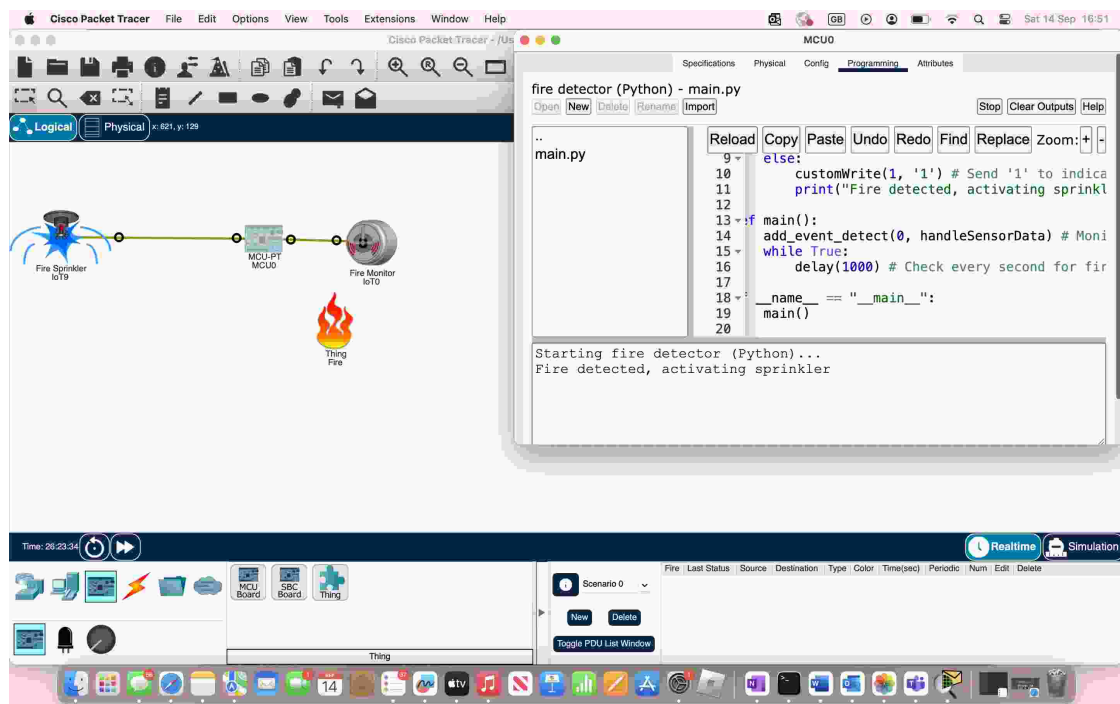 Cisco Packet Tracer File Edit Options View Tools Extensions Window Help
GB
Sat 14 Sep 16:51
Cisco Packet Tracer - /Us
MCU0
Specifications Physical Config Programming Attributes
fire detector (Python) - main.py
Open New Delete Rename Import
Stop Clear Outputs Help
Logical Physical x: 621, y: 129
..
main.py
Reload Copy Paste Undo Redo Find Replace Zoom: + -
9 else:
10 customWrite(1, '1') # Send '1' to indica
11 print("Fire detected, activating sprinkl
12
13 ef main():
14 add_event_detect(0, handleSensorData) # Moni
15 while True:
16 delay(1000) # Check every second for fir
17
18 __name__ == "__main__":
19 main()
20
Starting fire detector (Python)...
Fire detected, activating sprinkler
Fire Sprinkler
IoT9
MCU-PT
MCU0
Fire Monitor
IoT0
Thing
Fire
Time: 26:23:34
Realtime Simulation
MCU
Board
SBC
Board
Thing
Thing
Scenario 0
New Delete
Toggle PDU List Window
Fire Last Status Source Destination Type Color Time(sec) Periodic Num Edit Delete
14
tv